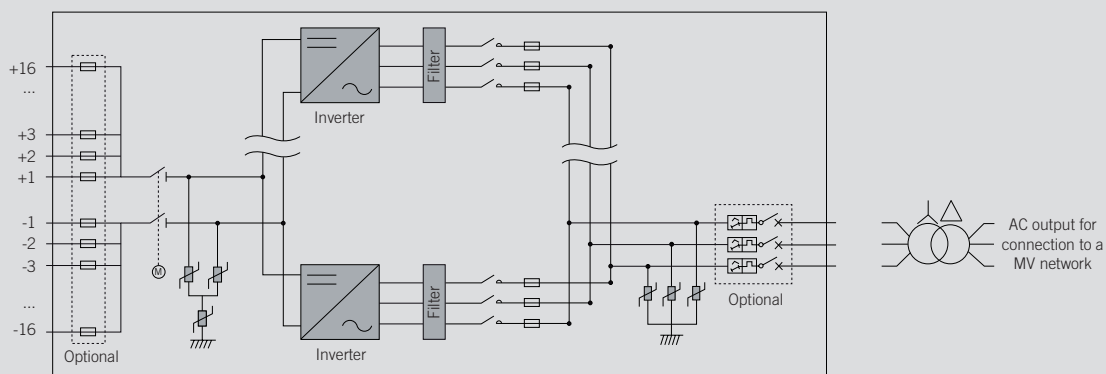 +16
...
+3
+2
+1
-1
-2
-3
...
-16
Optional
M
Inverter
Filter
Inverter
Filter
Optional
AC output for
connection to a
MV network